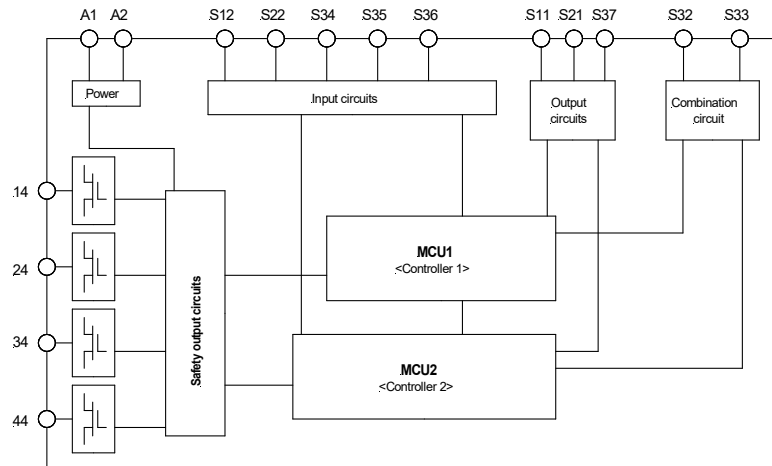 A1 A2 S12 S22 S34 S35 S36 S11 S21 S37 S32 S33
Power
Input circuits
Output
circuits
Combination
circuit
14
24
34
44
Safety output circuits
MCU1
<Controller 1>
MCU2
<Controller 2>